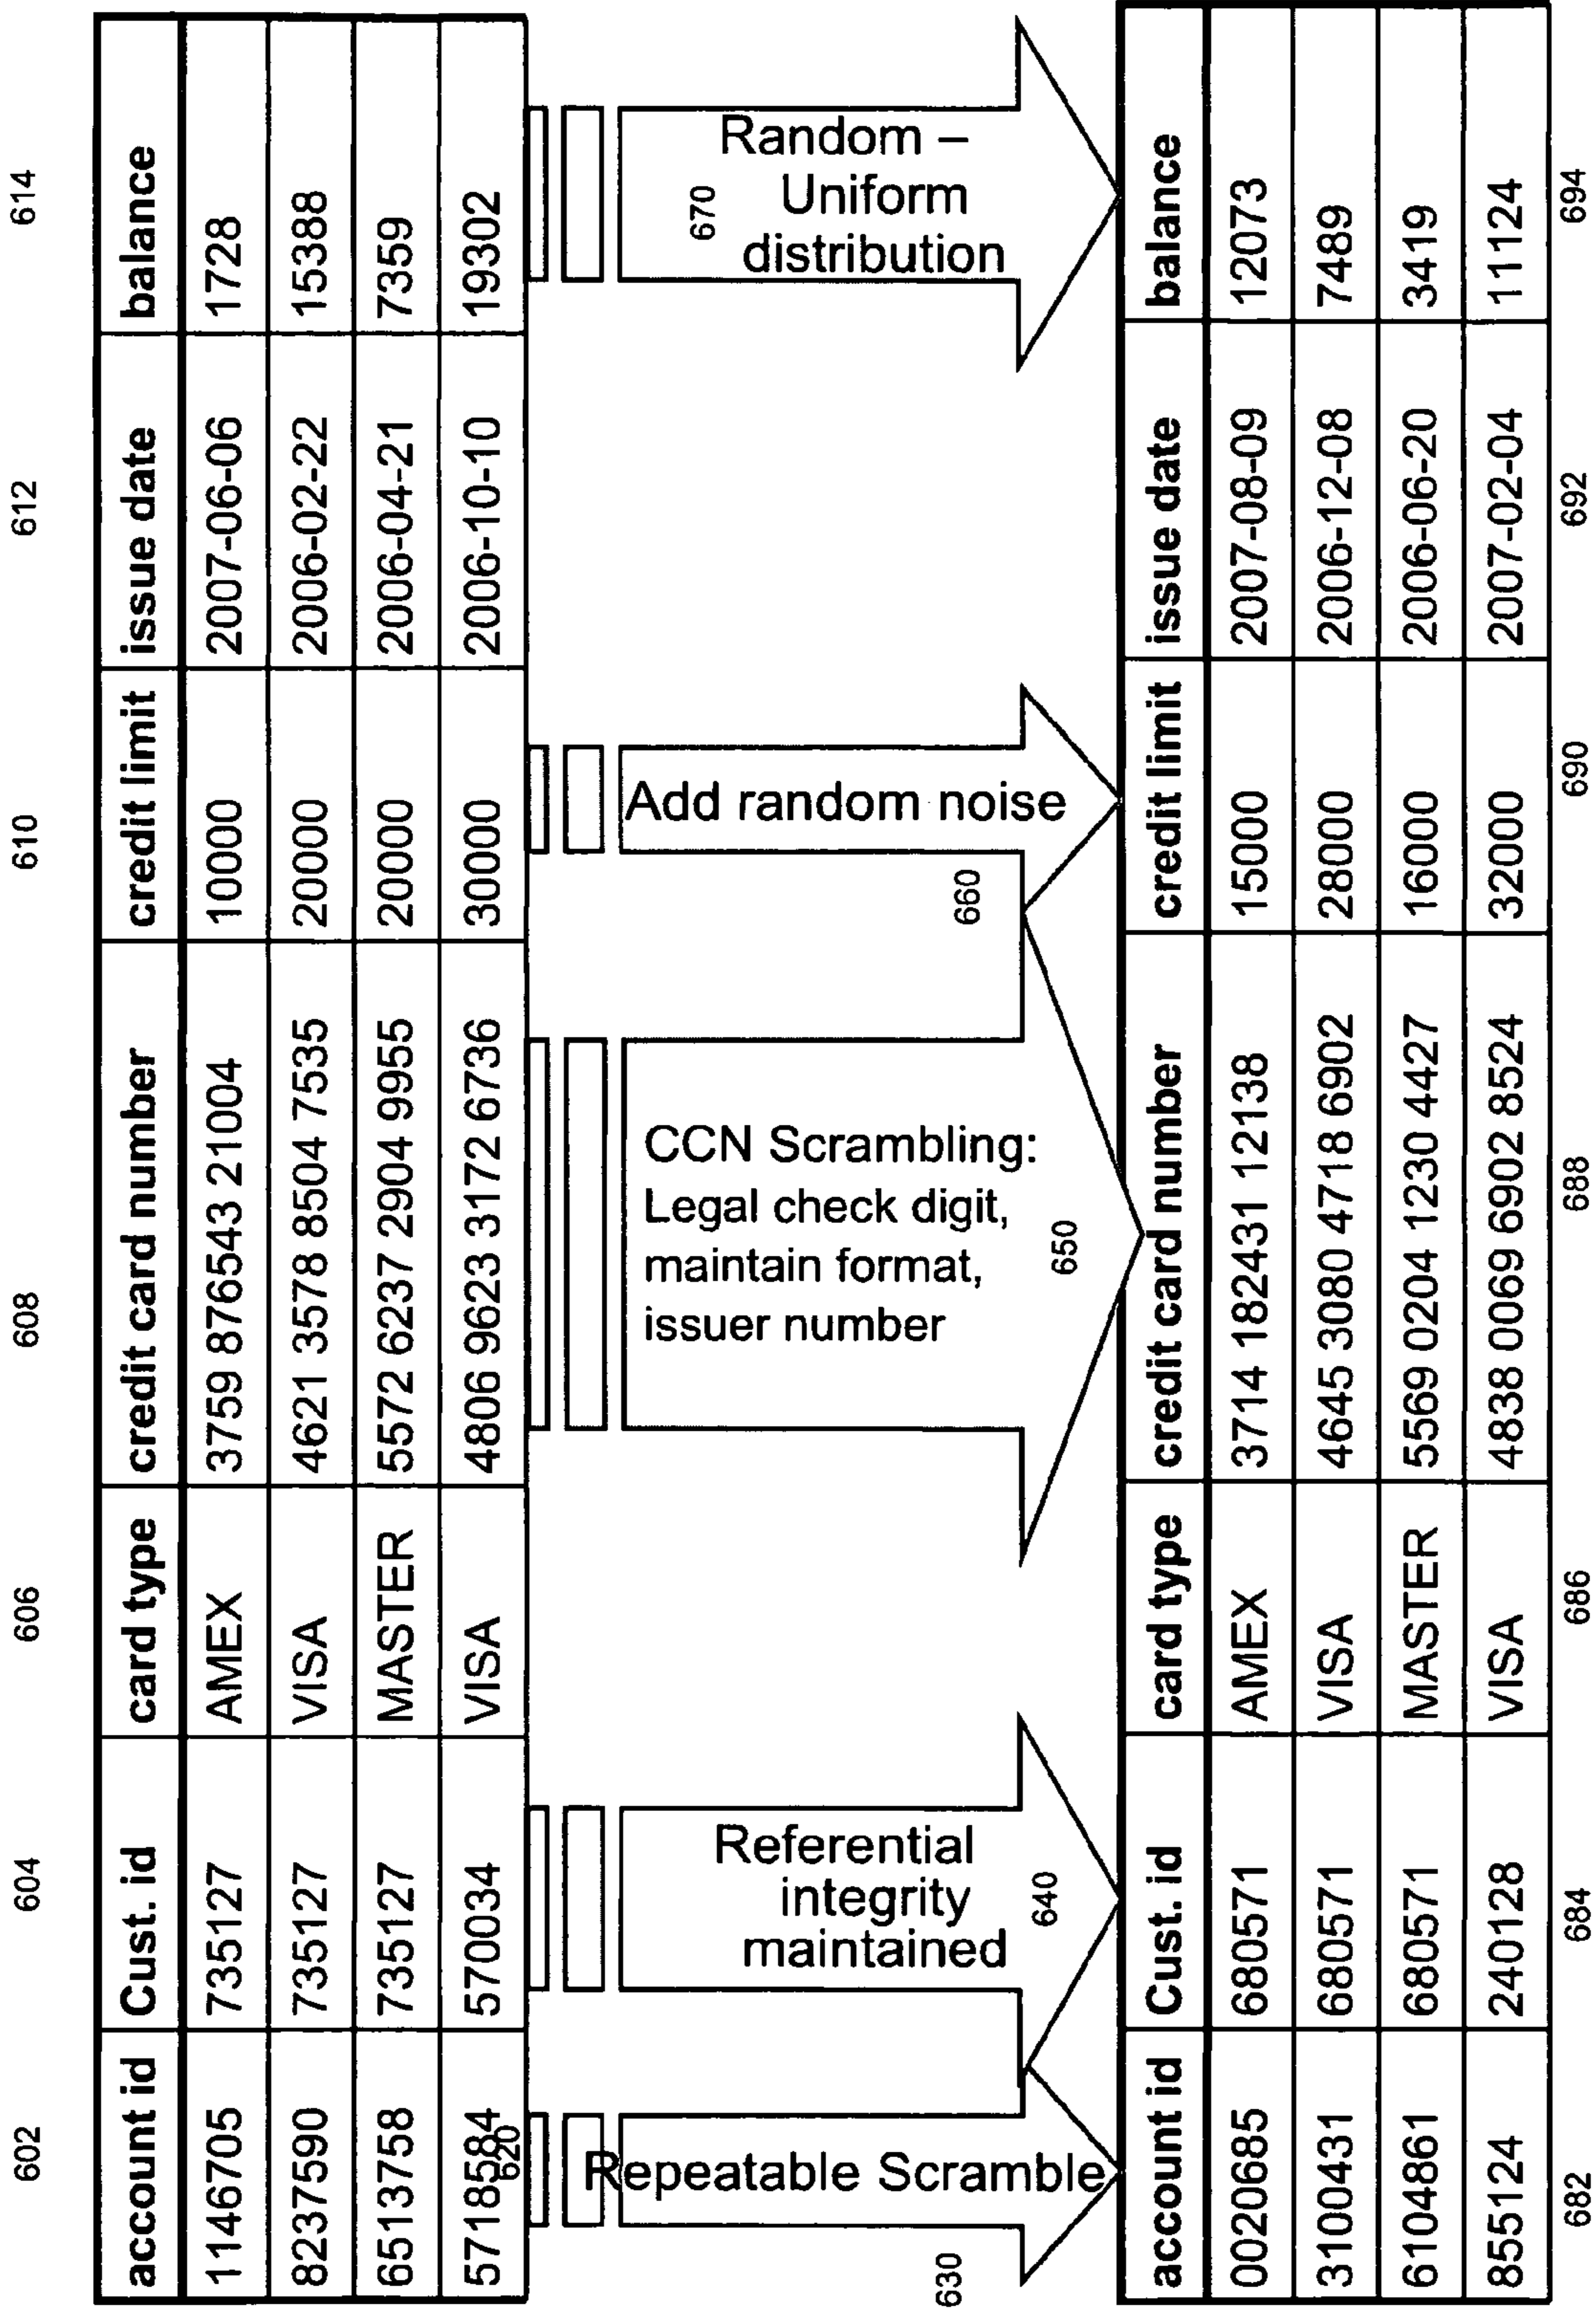 602 604 606 608 610 612 614
account id Cust. id card type credit card number credit limit issue date balance
1146705 735127 AMEX 3759 876543 21004 10000 2007-06-06 1728
8237590 735127 VISA 4621 3578 8504 7535 20000 2006-02-22 15388
6513758 735127 MASTER 5572 6237 2904 9955 20000 2006-04-21 7359
5718584 570034 VISA 4806 9623 3172 6736 30000 2006-10-10 19302
620
Repeatable Scramble
630
Referential
integrity
maintained
640
CCN Scrambling:
Legal check digit,
maintain format,
issuer number
650
Add random noise
660
670
Random –
Uniform
distribution
account id Cust. id card type credit card number credit limit issue date balance
0020685 680571 AMEX 3714 182431 12138 15000 2007-08-09 12073
3100431 680571 VISA 4645 3080 4718 6902 28000 2006-12-08 7489
6104861 680571 MASTER 5569 0204 1230 4427 16000 2006-06-20 3419
855124 240128 VISA 4838 0069 6902 8524 32000 2007-02-04 11124
682 684 686 688 690 692 694